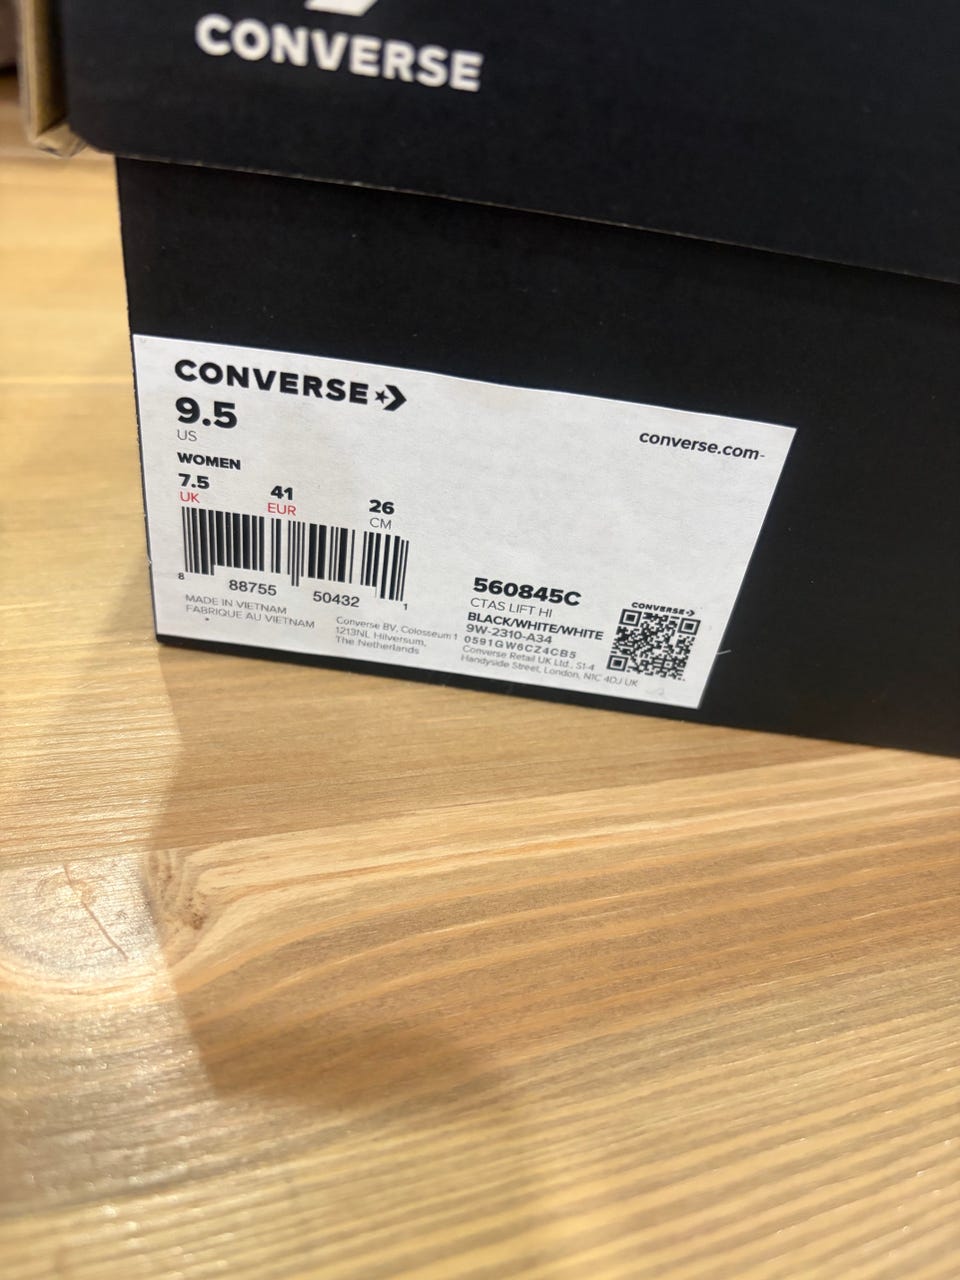 CONVERSE
CONVERSE
9.5
US
converse.com
WOMEN
7.5 41 26
UK EUR CM
8 88755 50432 1
MADE IN VIETNAM
FABRIQUE AU VIETNAM
Converse BV, Colosseum 1
1213NL Hilversum,
The Netherlands
560845C
CTAS LIFT HI
BLACK/WHITE/WHITE
9W-2310-A34
0591GW6CZ4CB5
Converse Retail UK Ltd., S1-4
Handyside Street, London, N1C 4DJ UK
CONVERSE